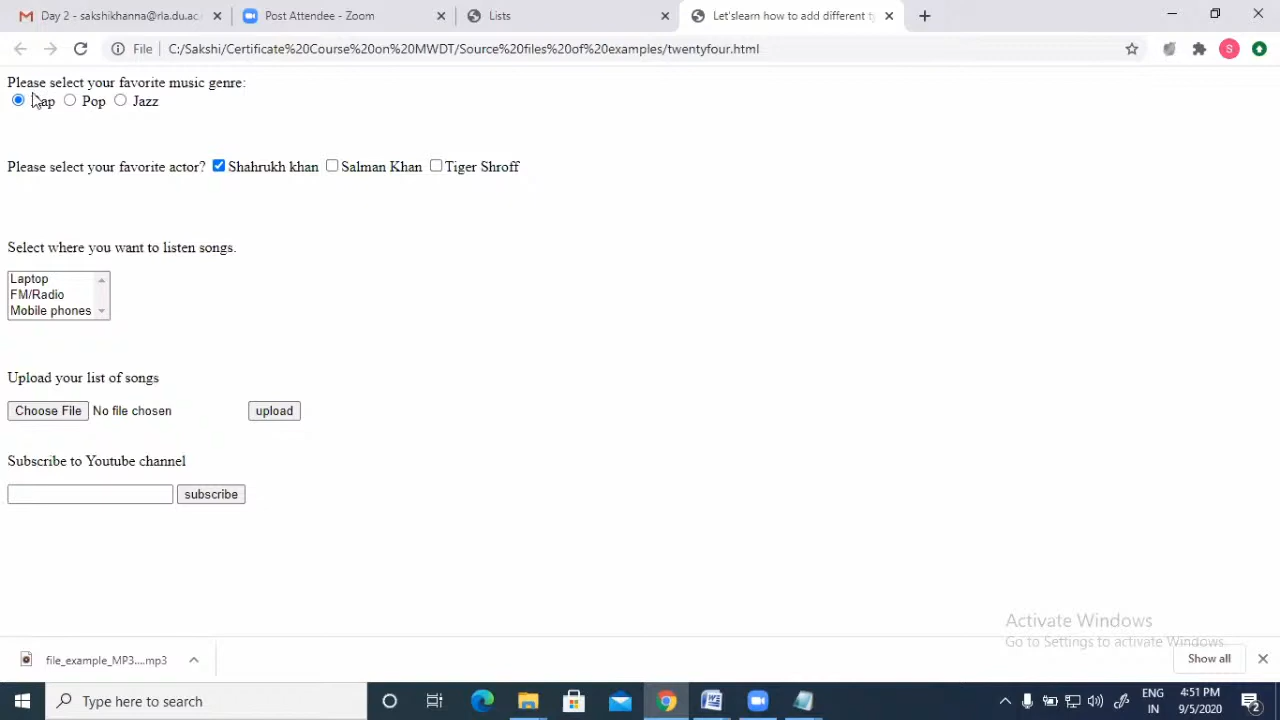 Day 2 - sakshikhanna@rla.du.ac.
Post Attendee - Zoom
Lists
Let'slearn how to add different ty
File
C:/Sakshi/Certificate%20Course%20on%20MWDT/Source%20files%20of%20examples/twentyfour.html
S
Please select your favorite music genre:
Pop Jazz
Please select your favorite actor? Shahrukh khan Salman Khan Tiger Shroff
Select where you want to listen songs.
Laptop
FM/Radio
Mobile phones
Upload your list of songs
Choose File No file chosen upload
Subscribe to Youtube channel
subscribe
Activate Windows
Go to Settings to activate Windows.
file_example_MP3....mp3
Show all
Type here to search
ENG
IN
4:51 PM
9/5/2020
2